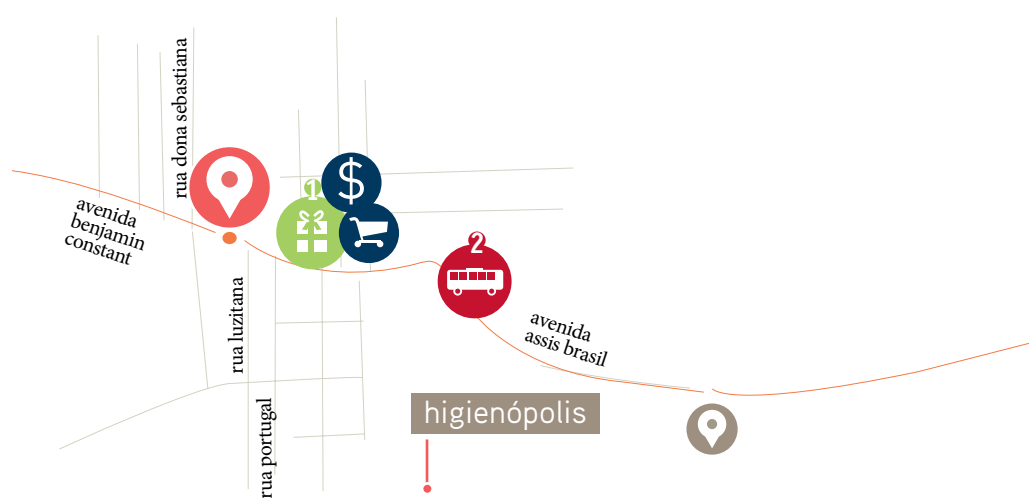 rua dona sebastiana
avenida
benjamin
constant
1
$
2
rua luzitana
avenida
assis brasil
higienópolis
rua portugal